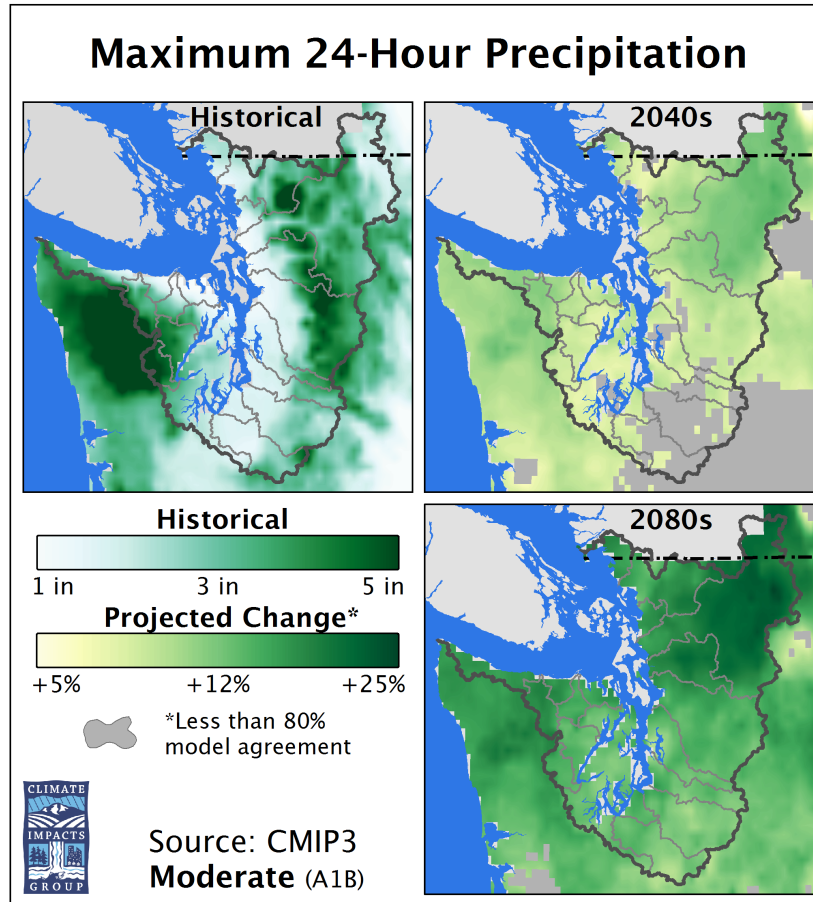 Maximum 24-Hour Precipitation
Historical
2040s
Historical
1 in 3 in 5 in
Projected Change*
+5% +12% +25%
*Less than 80%
model agreement
2080s
CLIMATE
IMPACTS
GROUP
Source: CMIP3
Moderate (A1B)